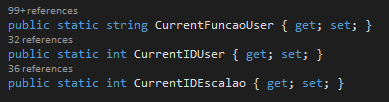 99+ references
public static string CurrentFuncaoUser { get; set; }
32 references
public static int CurrentIDUser { get; set; }
36 references
public static int CurrentIDEscalao { get; set; }